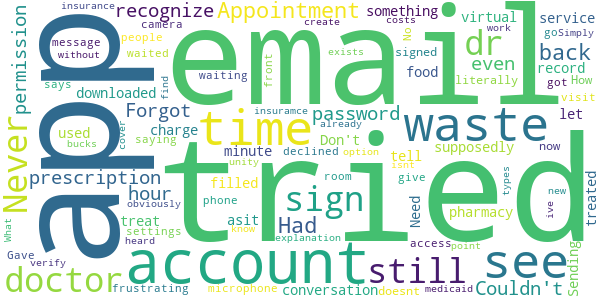 insurance
recognize
Appointment
something
create
costs
virtual
service
permission
message
without
camera
people
waited
email
No
signed
work
dr
goSimply
even
back
says
downloaded
waiting
front
exists
food
literally
record
got
How
find
Forgot
password
visit
app
Never
used
bucks
cover
saying
charge
time
insuramce
already
waste
let
minute
declined
Don't
supposedly
now
tried
prescription
hour
unity
option
isnt
tell
filled
room
give
types
new
obviously
phone
sign
Need
pharmacy
ive
treated
What
treat
asit
Had
explanation
settings
know
heard
account
access
point
see
Gave
verify
still
doctor
frustrating
microphone
conversation
doesnt
medicaid
Couldn't
Sending